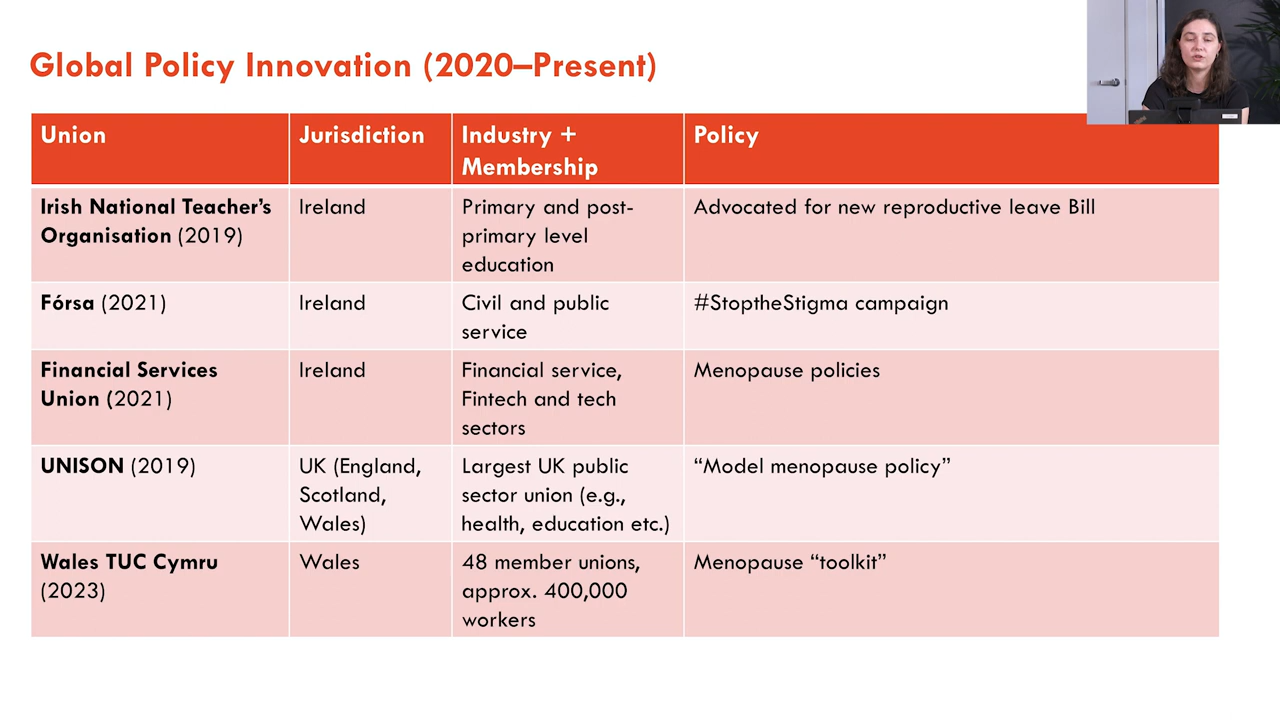 Global Policy Innovation (2020–Present)
Union
Jurisdiction
Industry +
Membership
Policy
Irish National Teacher’s
Organisation (2019)
Ireland
Primary and post-
primary level
education
Advocated for new reproductive leave Bill
Fórsa (2021)
Ireland
Civil and public
service
#StoptheStigma campaign
Financial Services
Union (2021)
Ireland
Financial service,
Fintech and tech
sectors
Menopause policies
UNISON (2019)
UK (England,
Scotland,
Wales)
Largest UK public
sector union (e.g.,
health, education etc.)
“Model menopause policy”
Wales TUC Cymru
(2023)
Wales
48 member unions,
approx. 400,000
workers
Menopause “toolkit”